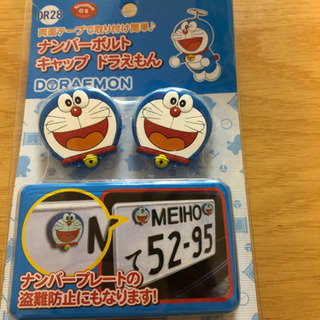 DR28
両面テープで取り付け簡単♪
ナンバーボルト
キャップ ドラえもん
DORAEMON
M
MEIHO
て 52-95
ナンバープレートの
盗難防止にもなります!